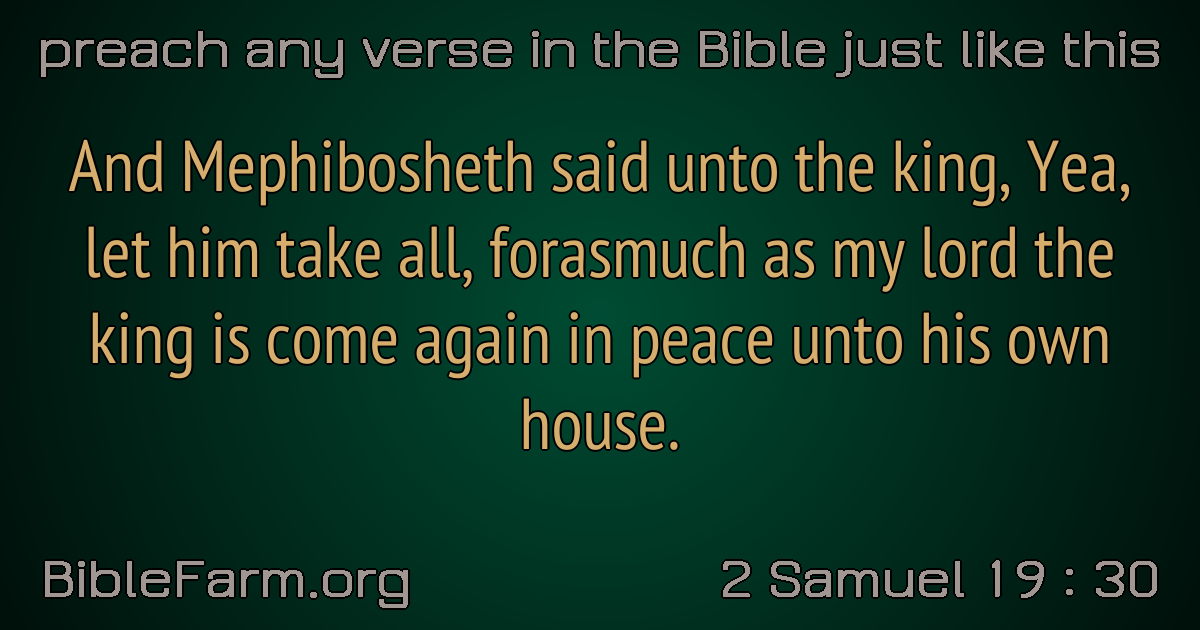 preach any verse in the Bible just like this
And Mephibosheth said unto the king, Yea,
let him take all, forasmuch as my lord the
king is come again in peace unto his own
house.
BibleFarm.org
2 Samuel 19 : 30